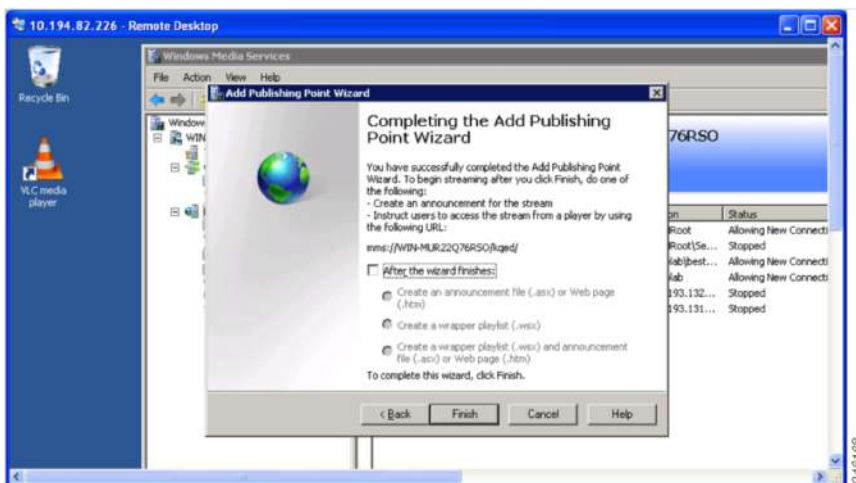 10.194.82.226 - Remote Desktop
Windows Media Services
File Action View Help
Recycle Bin
VLC media
player
Add Publishing Point Wizard
Window
WIN
76RSO
Completing the Add Publishing
Point Wizard
You have successfully completed the Add Publishing Point
Wizard. To begin streaming after you click Finish, do one of
the following:
- Create an announcement for the stream
- Instruct users to access the stream from a player by using
the following URL:
mms://WIN-MUR22Q76RSO/kqed/
After the wizard finishes:
Create an announcement file (.asx) or Web page
(.htm)
Create a wrapper playlist (.wsx)
Create a wrapper playlist (.wsx) and announcement
file (.asx) or Web page (.htm)
To complete this wizard, click Finish.
< Back Finish Cancel Help
on Status
Root Allowing New Connecti
Root\Se... Stopped
lab\best... Allowing New Connecti
lab Allowing New Connecti
193.132... Stopped
193.131... Stopped